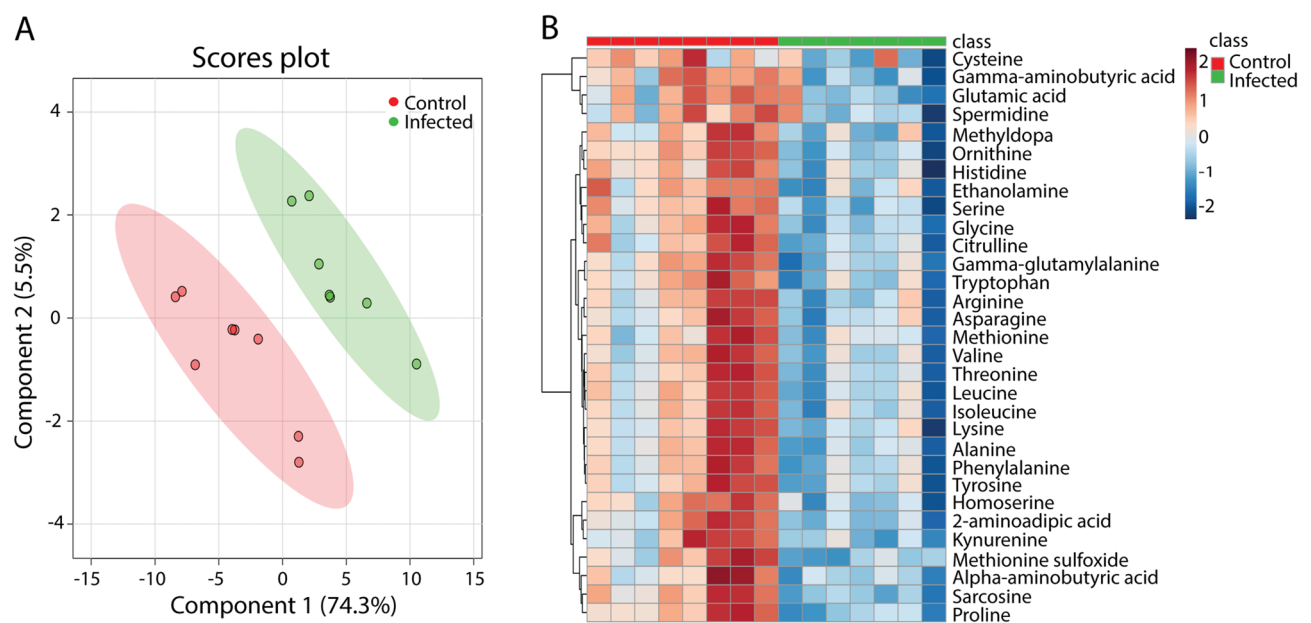 A
Scores plot
Control
Infected
4
2
0
-2
-4
Component 2 (5.5%)
-15
-10
-5
0
5
10
15
Component 1 (74.3%)
B
class
Cysteine
Gamma-aminobutyric acid
Glutamic acid
Spermidine
Methyldopa
Ornithine
Histidine
Ethanolamine
Serine
Glycine
Citrulline
Gamma-glutamylalanine
Tryptophan
Arginine
Asparagine
Methionine
Valine
Threonine
Leucine
Isoleucine
Lysine
Alanine
Phenylalanine
Tyrosine
Homoserine
2-aminoadipic acid
Kynurenine
Methionine sulfoxide
Alpha-aminobutyric acid
Sarcosine
Proline
2
1
0
-1
-2
class
Control
Infected